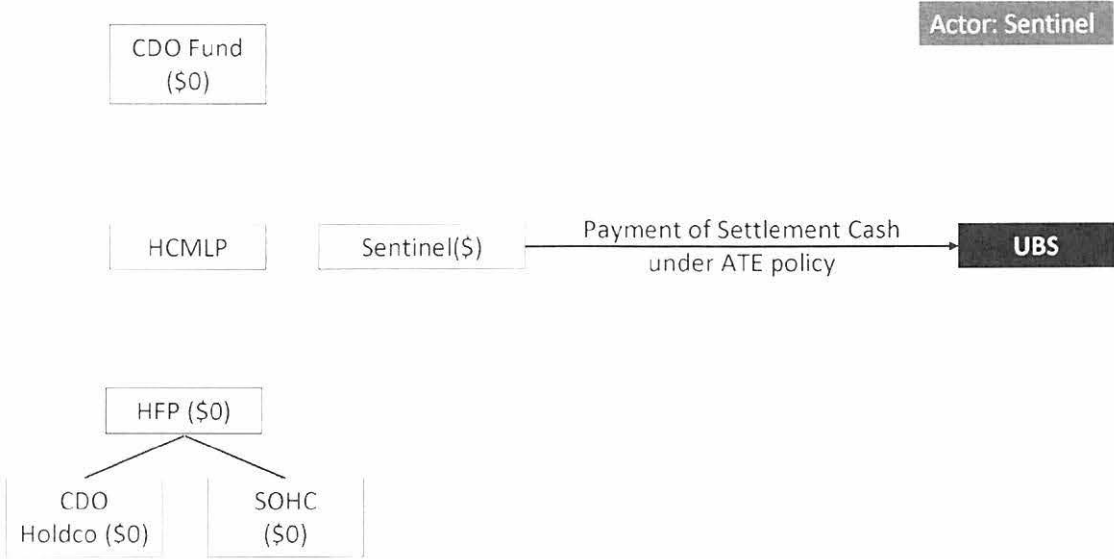 Actor: Sentinel
CDO Fund
($0)
HCMLP
Sentinel($)
Payment of Settlement Cash
under ATE policy
UBS
HFP ($0)
CDO
Holdco ($0)
SOHC
($0)